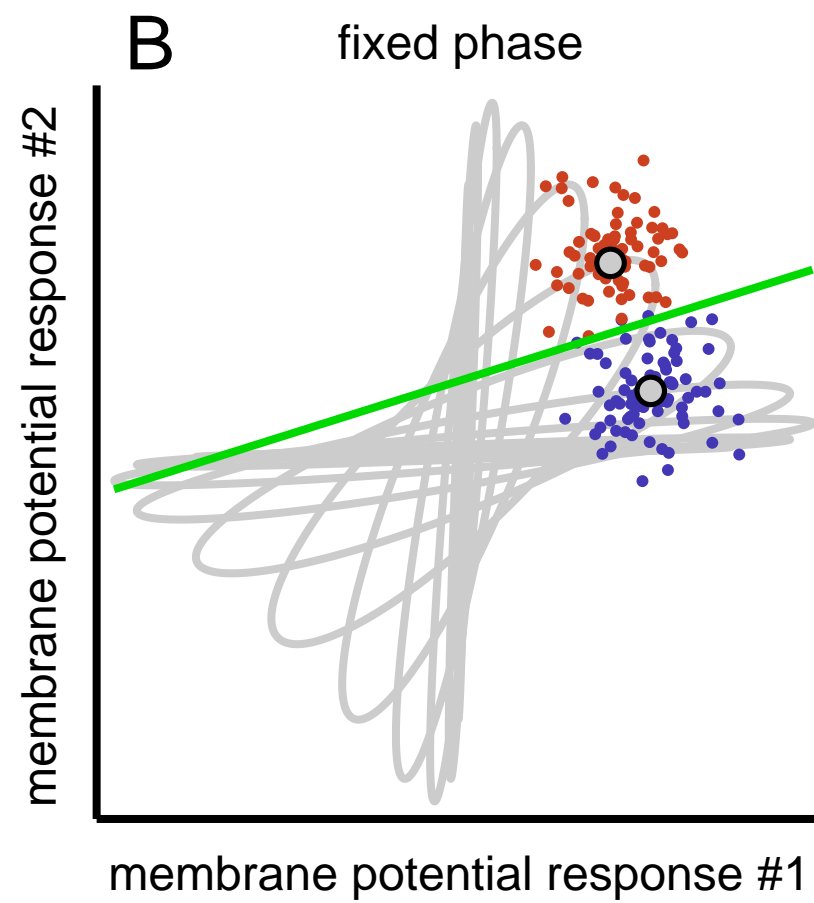 B
fixed phase
membrane potential response #2
membrane potential response #1